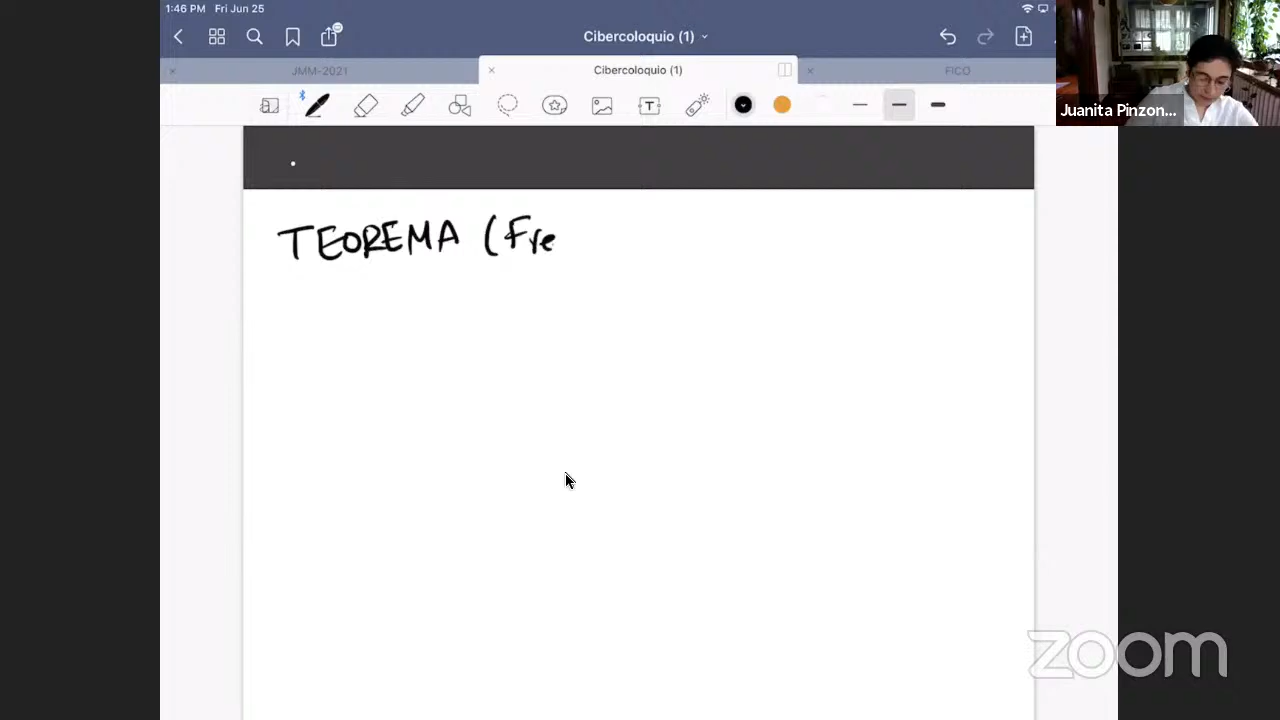 1:46 PM Fri Jun 25
Cibercoloquio (1)
JMM-2021
Cibercoloquio (1)
FICO
T
Juanita Pinzon...
TEOREMA (Fre
zoom